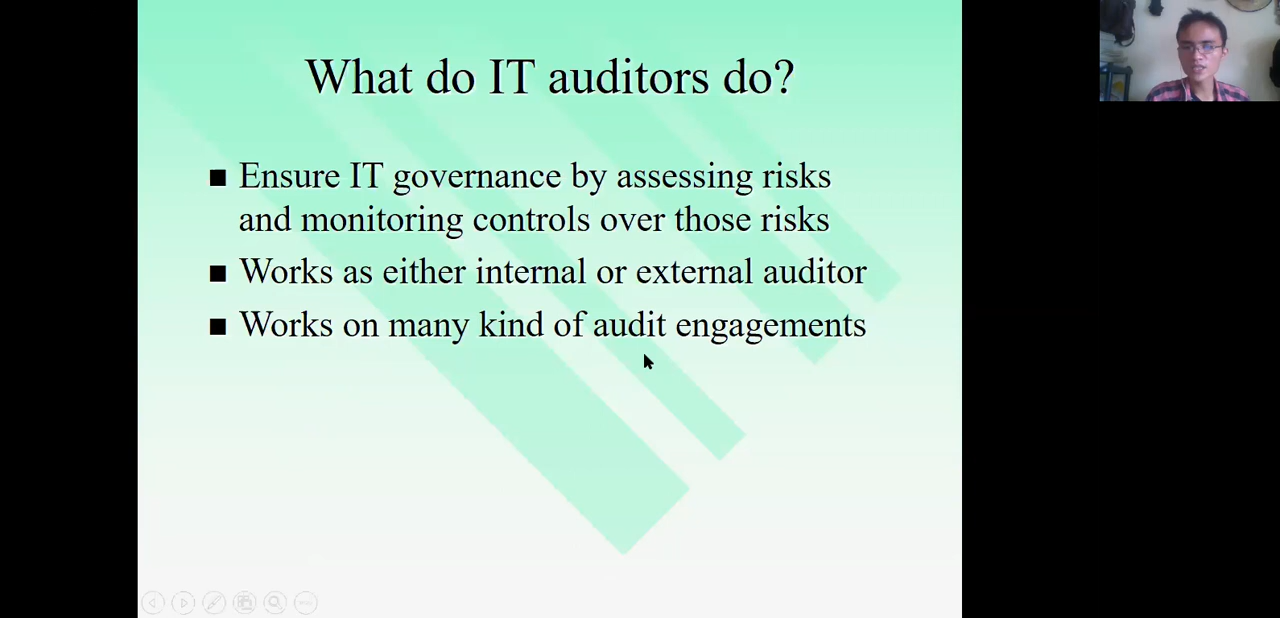 What do IT auditors do?
■ Ensure IT governance by assessing risks
and monitoring controls over those risks
■ Works as either internal or external auditor
■ Works on many kind of audit engagements